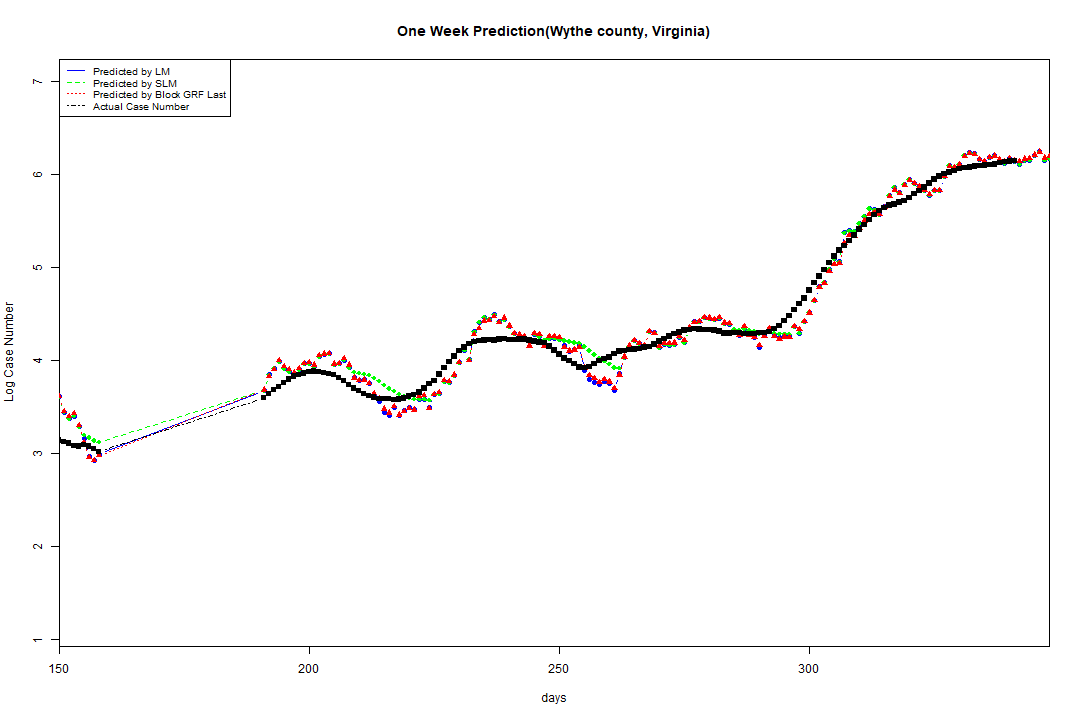 One Week Prediction(Wythe county, Virginia)
Predicted by LM
Predicted by SLM
Predicted by Block GRF Last
Actual Case Number
7
6
5
4
3
2
1
Log Case Number
150 200 250 300
days